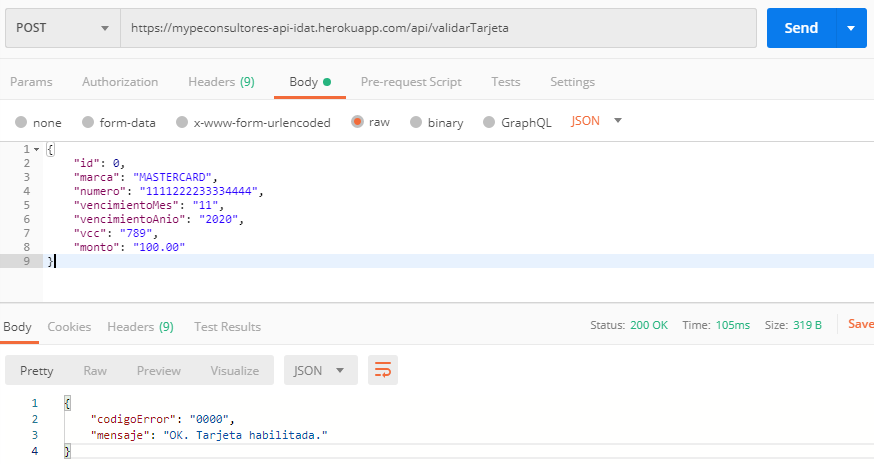 POST https://mypeconsultores-api-idat.herokuapp.com/api/validarTarjeta Send
Params Authorization Headers (9) Body Pre-request Script Tests Settings
none form-data x-www-form-urlencoded raw binary GraphQL JSON
1 {
2 "id": 0,
3 "marca": "MASTERCARD",
4 "numero": "1111222233334444",
5 "vencimientoMes": "11",
6 "vencimientoAnio": "2020",
7 "vcc": "789",
8 "monto": "100.00"
9 }
Body Cookies Headers (9) Test Results Status: 200 OK Time: 105ms Size: 319 B Save
Pretty Raw Preview Visualize JSON
1 {
2 "codigoError": "0000",
3 "mensaje": "OK. Tarjeta habilitada."
4 }